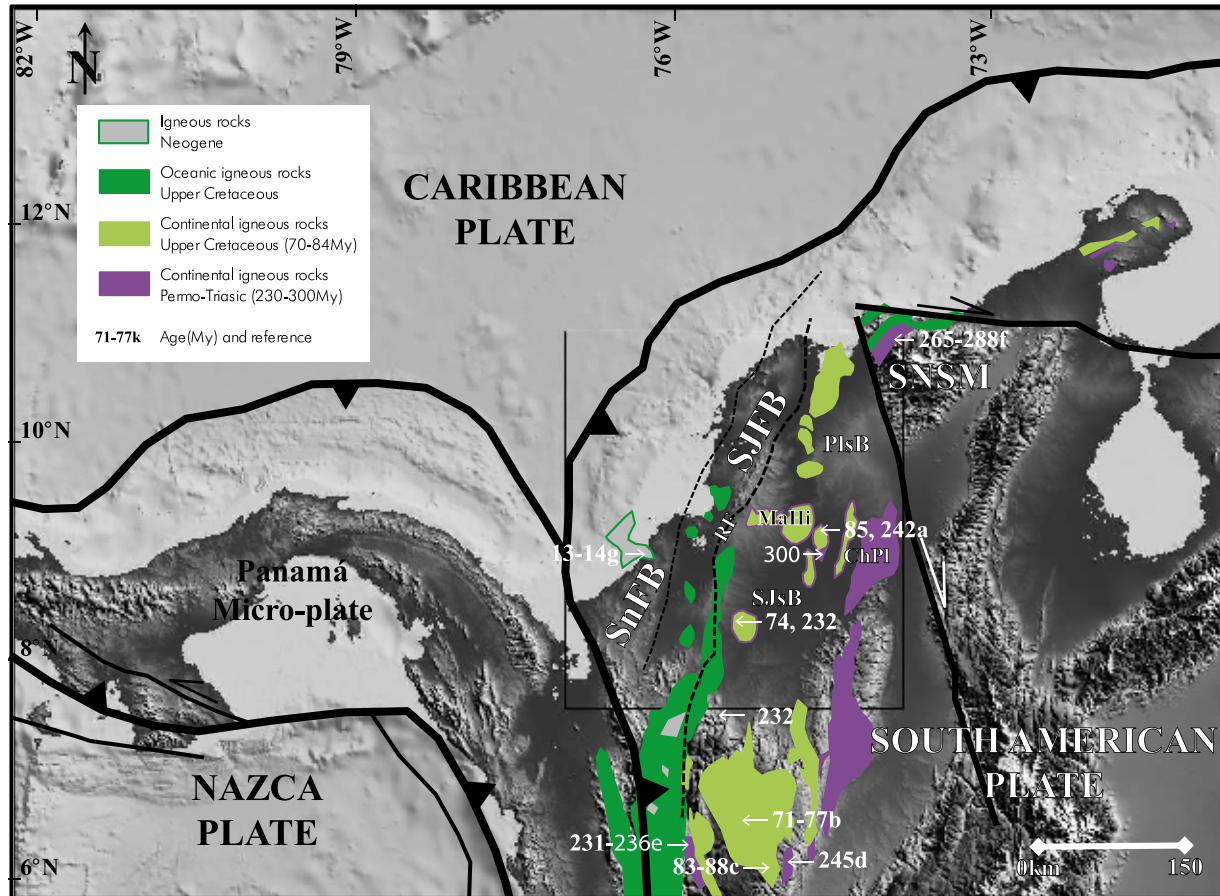 82°W
79°W
76°W
73°W
N
Igneous rocks
Neogene
Oceanic igneous rocks
Upper Cretaceous
Continental igneous rocks
Upper Cretaceous (70-84My)
Continental igneous rocks
Permo-Triasic (230-300My)
71-77k Age(My) and reference
CARIBBEAN
PLATE
12°N
265-288f
SNSM
SJFB
PlsB
10°N
MaHi
RF
85, 242a
13-14g
300
ChPl
Panamá
Micro-plate
SnFB
SJsB
74, 232
8°N
232
SOUTH AMERICAN
PLATE
NAZCA
PLATE
71-77b
231-236e
83-88c
245d
6°N
0km 150